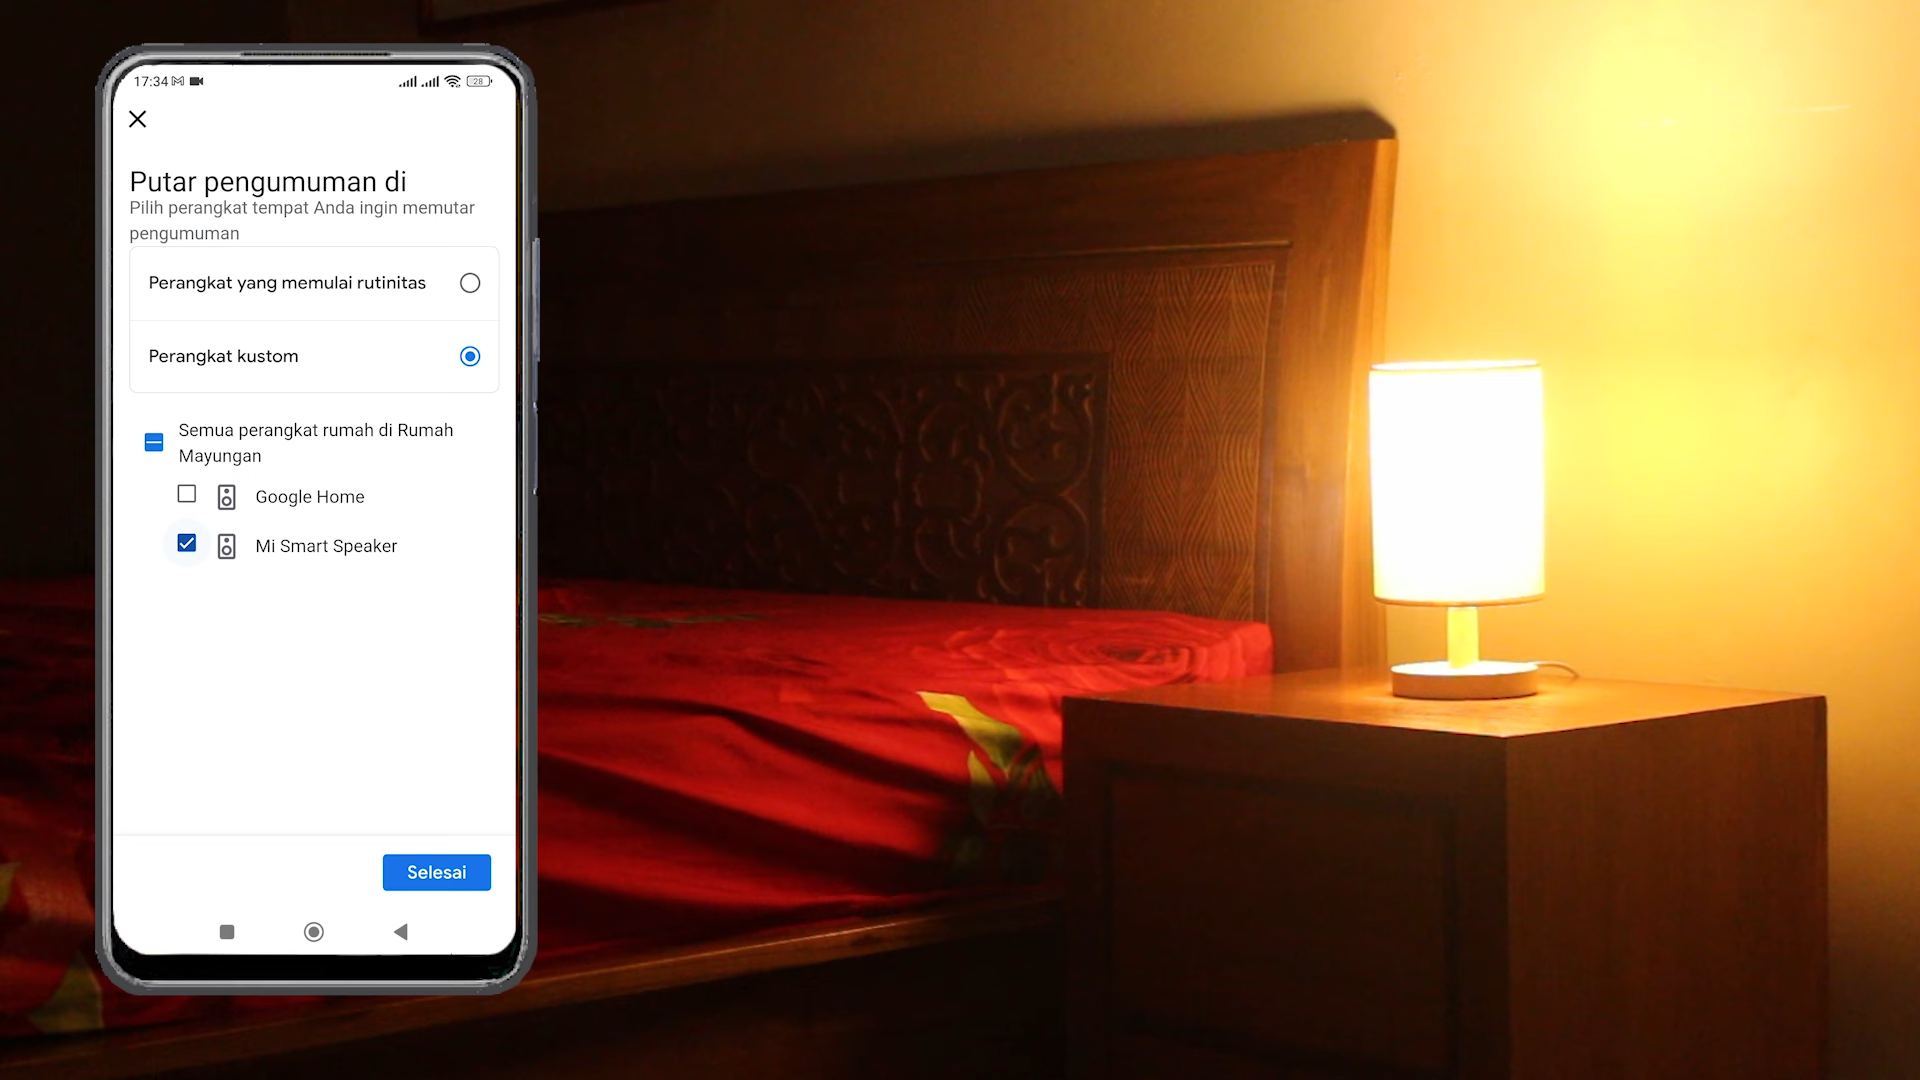 17:34
28
Putar pengumuman di
Pilih perangkat tempat Anda ingin memutar
pengumuman
Perangkat yang memulai rutinitas
Perangkat kustom
Semua perangkat rumah di Rumah
Mayungan
Google Home
Mi Smart Speaker
Selesai